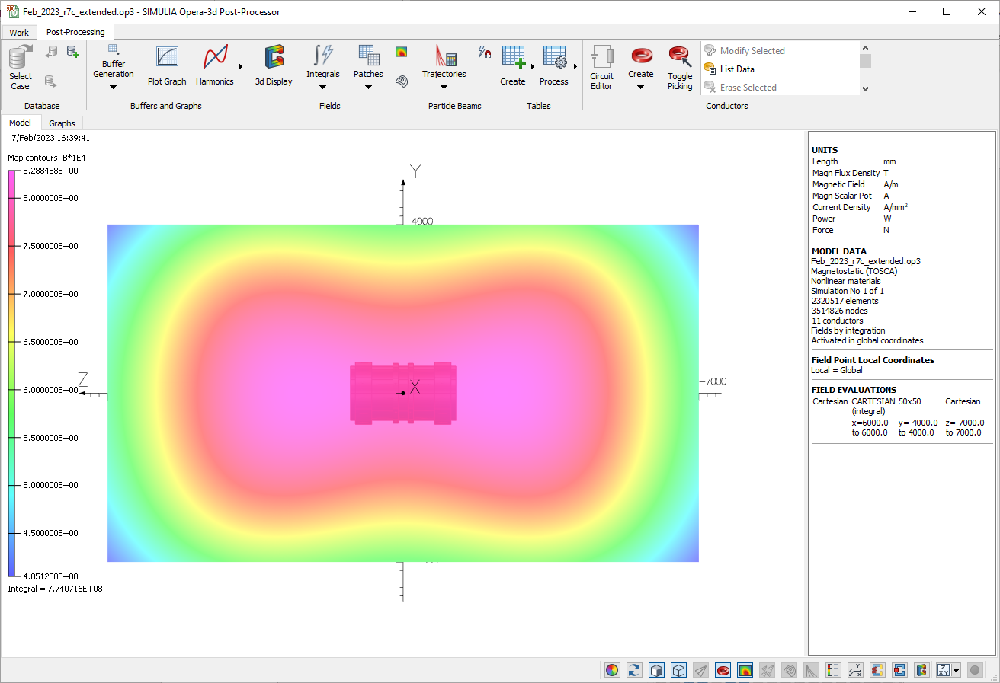 Feb_2023_r7c_extended.op3 - SIMULIA Opera-3d Post-Processor
Work Post-Processing
Select Case
Buffer Generation
Plot Graph
Harmonics
3d Display
Integrals
Patches
Trajectories
Create
Process
Circuit Editor
Create
Toggle Picking
Modify Selected
List Data
Erase Selected
Database Buffers and Graphs Fields Particle Beams Tables Conductors
Model Graphs
7/Feb/2023 16:39:41
Map contours: B*1E4
8.288488E+00
8.000000E+00
7.500000E+00
7.000000E+00
6.500000E+00
6.000000E+00
5.500000E+00
5.000000E+00
4.500000E+00
4.051208E+00
Integral = 7.740716E+08
Y
4000
Z
X
-7000
UNITS
Length mm
Magn Flux Density T
Magnetic Field A/m
Magn Scalar Pot A
Current Density A/mm²
Power W
Force N
MODEL DATA
Feb_2023_r7c_extended.op3
Magnetostatic (TOSCA)
Nonlinear materials
Simulation No 1 of 1
2320517 elements
3514826 nodes
11 conductors
Fields by integration
Activated in global coordinates
Field Point Local Coordinates
Local = Global
FIELD EVALUATIONS
Cartesian CARTESIAN 50x50 Cartesian
(integral)
x=6000.0 y=-4000.0 z=-7000.0
to 6000.0 to 4000.0 to 7000.0